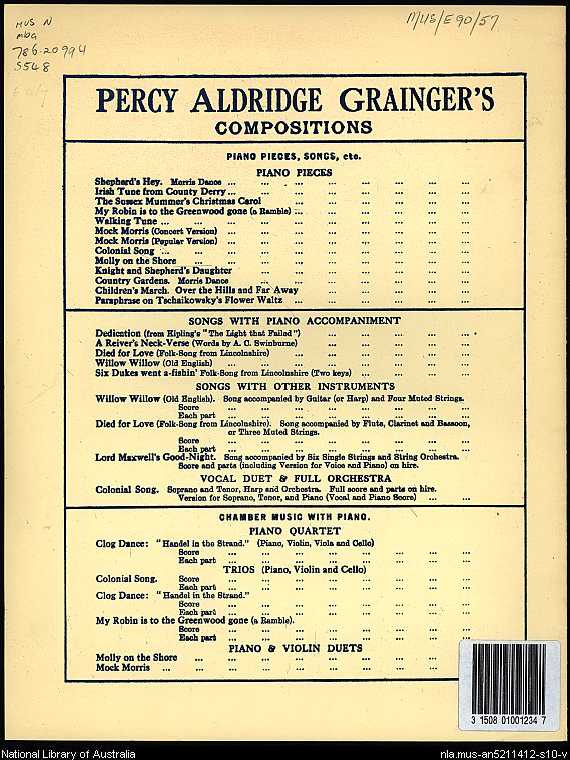 MUS N
mba
786.20994
S548
MUS/E90/57
PERCY ALDRIDGE GRAINGER'S
COMPOSITIONS
PIANO PIECES, SONGS, etc.
PIANO PIECES
Shepherd's Hey. Morris Dance ... ... ... ... ... ... ...
Irish Tune from County Derry ... ... ... ... ... ... ...
The Sussex Mummer's Christmas Carol ... ... ... ... ... ...
My Robin is to the Greenwood gone (a Ramble) ... ... ... ... ... ...
Walking Tune ... ... ... ... ... ... ... ... ...
Mock Morris (Concert Version) ... ... ... ... ... ... ...
Mock Morris (Popular Version) ... ... ... ... ... ... ...
Colonial Song ... ... ... ... ... ... ... ... ...
Molly on the Shore ... ... ... ... ... ... ... ...
Knight and Shepherd's Daughter ... ... ... ... ... ...
Country Gardens. Morris Dance ... ... ... ... ... ... ...
Children's March. Over the Hills and Far Away ... ... ... ... ...
Paraphrase on Tschaikowsky's Flower Waltz ... ... ... ... ... ...
SONGS WITH PIANO ACCOMPANIMENT
Dedication (from Kipling's "The Light that Failed") ... ... ... ... ...
A Reiver's Neck-Verse (Words by A. C. Swinburne) ... ... ... ... ...
Died for Love (Folk-Song from Lincolnshire) ... ... ... ... ... ...
Willow Willow (Old English) ... ... ... ... ... ... ...
Six Dukes went a-fishin' Folk-Song from Lincolnshire (Two keys) ... ... ... ...
SONGS WITH OTHER INSTRUMENTS
Willow Willow (Old English). Song accompanied by Guitar (or Harp) and Four Muted Strings.
Score ... ... ... ... ... ... ...
Each part ... ... ... ... ... ... ...
Died for Love (Folk-Song from Lincolnshire). Song accompanied by Flute, Clarinet and Bassoon,
or Three Muted Strings.
Score ... ... ... ... ... ... ...
Each part ... ... ... ... ... ... ...
Lord Maxwell's Good-Night. Song accompanied by Six Single Strings and String Orchestra.
Score and parts (including Version for Voice and Piano) on hire.
VOCAL DUET & FULL ORCHESTRA
Colonial Song. Soprano and Tenor, Harp and Orchestra. Full score and parts on hire.
Version for Soprano, Tenor, and Piano (Vocal and Piano Score) ... ...
CHAMBER MUSIC WITH PIANO.
PIANO QUARTET
Clog Dance: "Handel in the Strand." (Piano, Violin, Viola and Cello)
Score ... ... ... ... ... ... ...
Each part ... ... ... ... ... ... ...
TRIOS (Piano, Violin and Cello)
Colonial Song. Score ... ... ... ... ... ... ...
Each part ... ... ... ... ... ... ...
Clog Dance: "Handel in the Strand."
Score ... ... ... ... ... ... ...
Each part ... ... ... ... ... ... ...
My Robin is to the Greenwood gone (a Ramble).
Score ... ... ... ... ... ... ...
Each part ... ... ... ... ... ... ...
PIANO & VIOLIN DUETS
Molly on the Shore ... ... ... ... ... ... ...
Mock Morris ... ... ... ... ... ... ...
3 1508 01001234 7
National Library of Australia
nla.mus-an5211412-s10-v